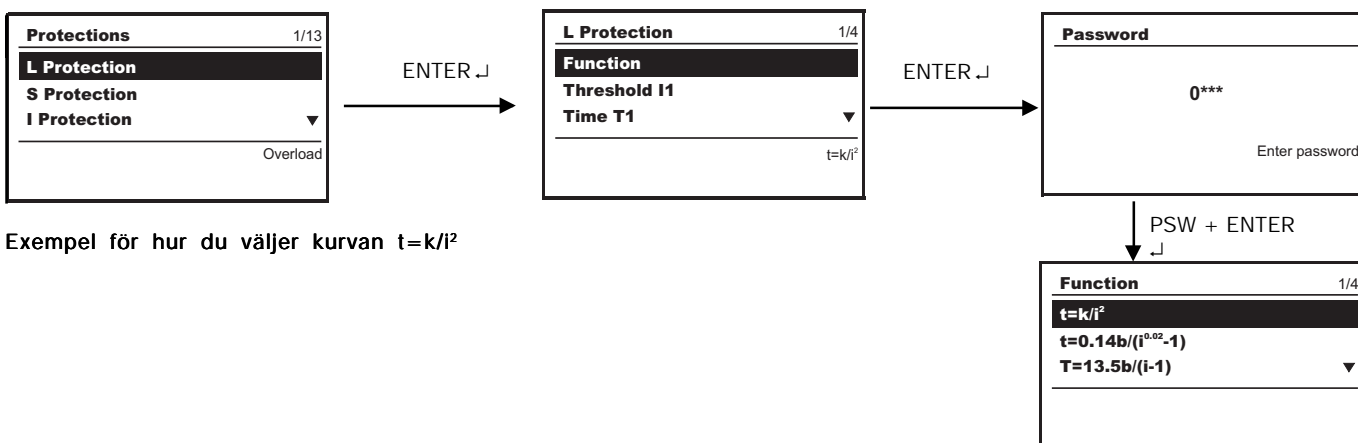 Protections 1/13
L Protection
S Protection
I Protection ▼
Overload
ENTER ↵
L Protection 1/4
Function
Threshold I1
Time T1 ▼
t=k/i²
ENTER ↵
Password
0***
Enter password
Exempel för hur du väljer kurvan t=k/i²
PSW + ENTER
↵
Function 1/4
t=k/i²
t=0.14b/(i⁰·⁰²-1)
T=13.5b/(i-1) ▼